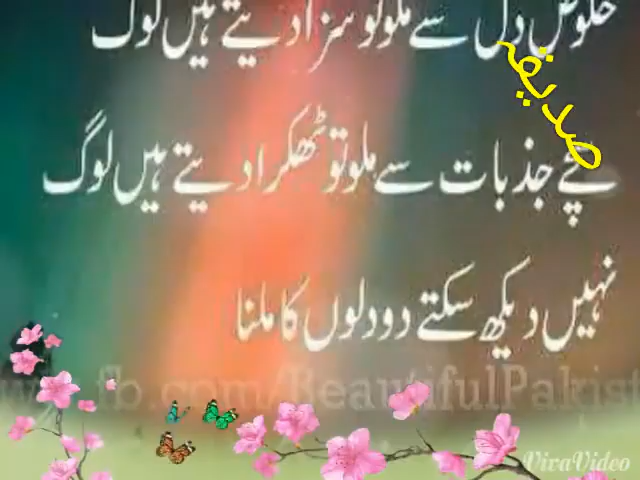 خلوصِ دل سے ملو تو سزا دیتے ہیں لوگ
صدیقہ
سچے جذبات سے ملو تو ٹھکرا دیتے ہیں لوگ
نہیں دیکھ سکتے دو دلوں کا ملنا
w.fb.com/BeautifulPakist
VivaVideo